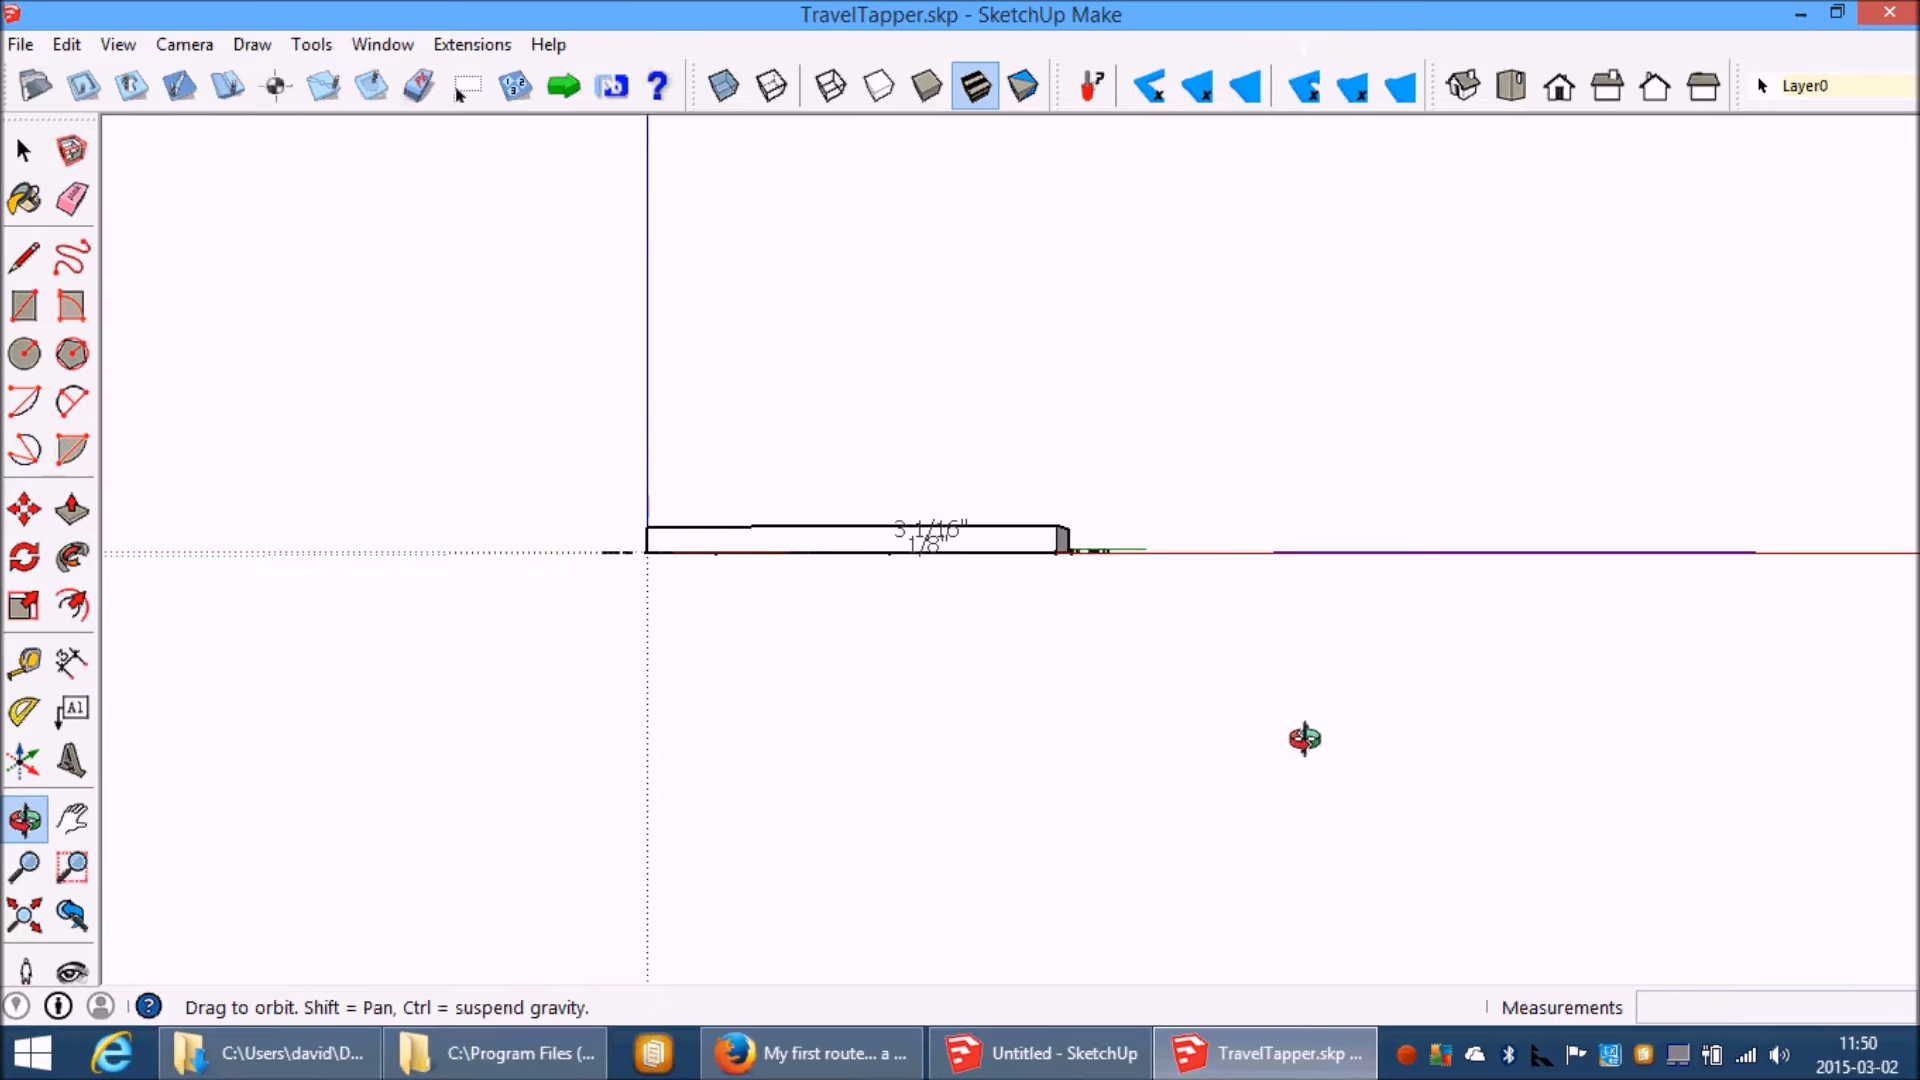 TravelTapper.skp - SketchUp Make
File Edit View Camera Draw Tools Window Extensions Help
Layer0
3 1/16"
1/8"
Drag to orbit. Shift = Pan, Ctrl = suspend gravity.
Measurements
C:\Users\david\D...
C:\Program Files (...
My first route... a ...
Untitled - SketchUp
TravelTapper.skp ...
11:50
2015-03-02